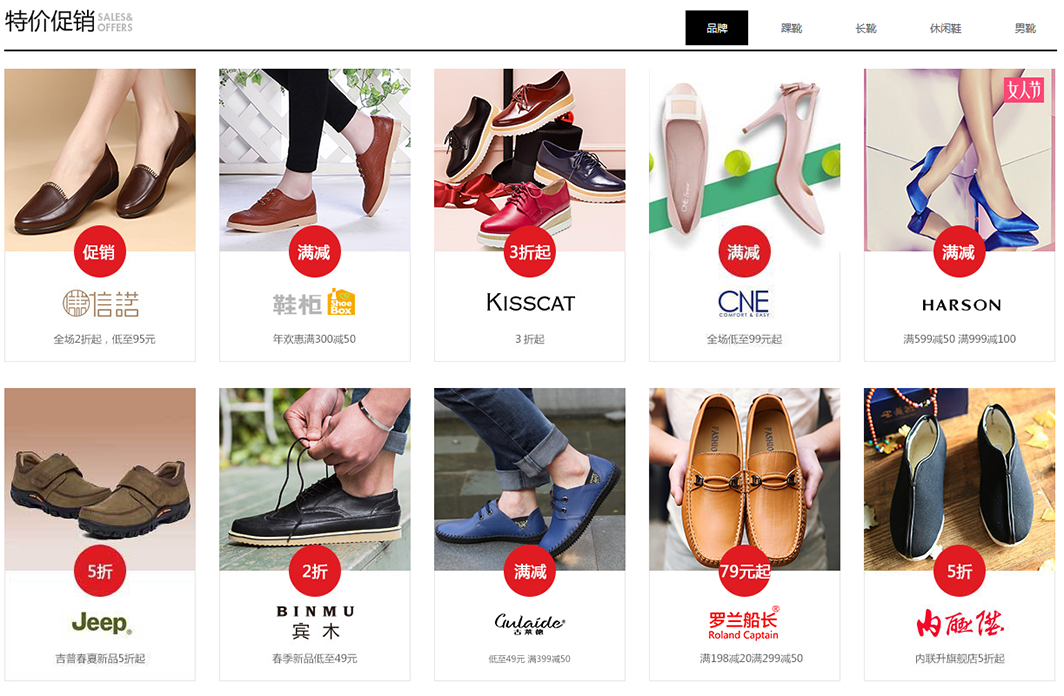 特价促销 SALES&
OFFERS
品牌 踝靴 长靴 休闲鞋 男靴
女人节
促销
信諾
全场2折起，低至95元
满减
鞋柜 Shoe
Box
年欢惠满300减50
3折起
KISSCAT
3 折起
满减
CNE
COMFORT & EASY
全场低至99元起
满减
HARSON
满599减50 满999减100
5折
Jeep®
吉普春夏新品5折起
2折
BINMU
宾木
春季新品低至49元
满减
Gulaide®
古莱德
低至49元 满399减50
FASHIO
FASHIO
79元起
罗兰船长®
Roland Captain
满198减20满299减50
5折
内联陞
内联升旗舰店5折起